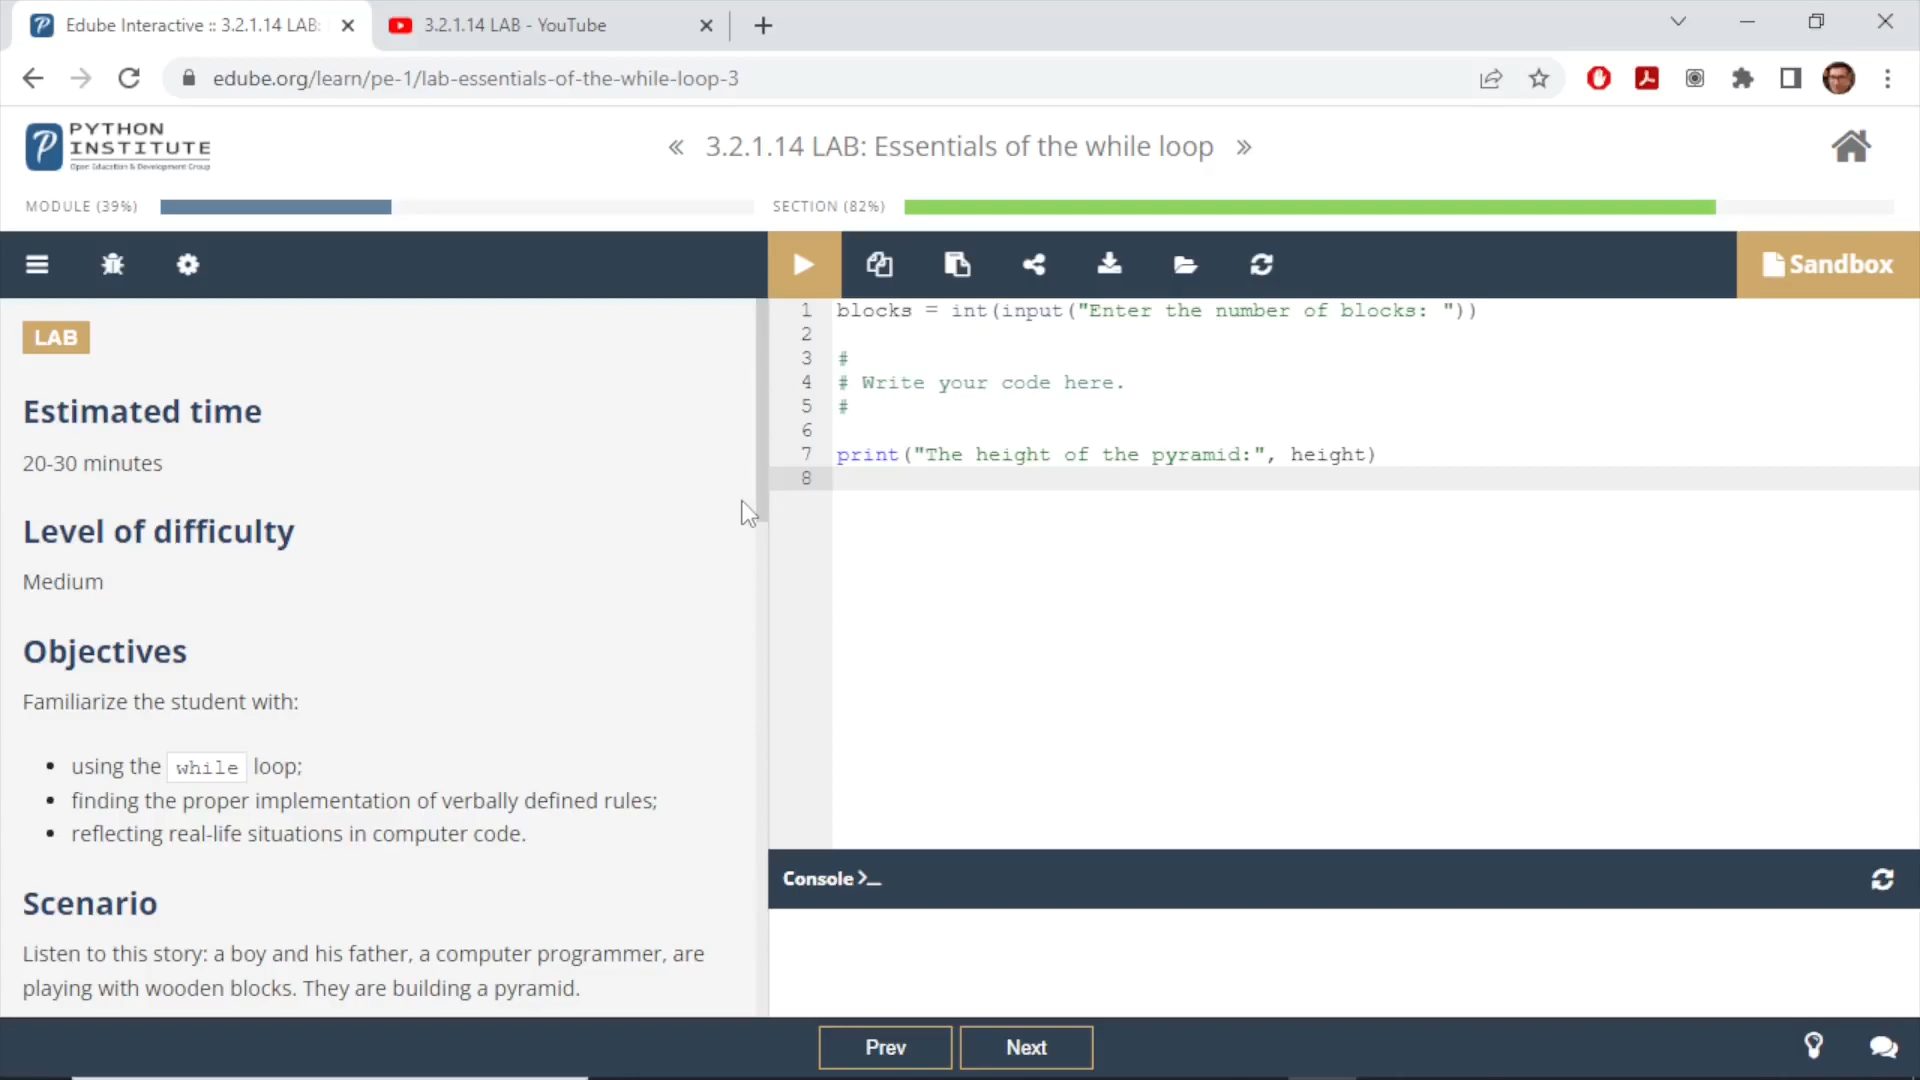 Edube Interactive :: 3.2.1.14 LAB:
3.2.1.14 LAB - YouTube
edube.org/learn/pe-1/lab-essentials-of-the-while-loop-3
PYTHON
INSTITUTE
Open Education & Development Group
« 3.2.1.14 LAB: Essentials of the while loop »
MODULE (39%)
SECTION (82%)
Sandbox
LAB
Estimated time
20-30 minutes
Level of difficulty
Medium
Objectives
Familiarize the student with:
• using the while loop;
• finding the proper implementation of verbally defined rules;
• reflecting real-life situations in computer code.
Scenario
Listen to this story: a boy and his father, a computer programmer, are
playing with wooden blocks. They are building a pyramid.
1 blocks = int(input("Enter the number of blocks: "))
2
3 #
4 # Write your code here.
5 #
6
7 print("The height of the pyramid:", height)
8
Console >_
Prev
Next